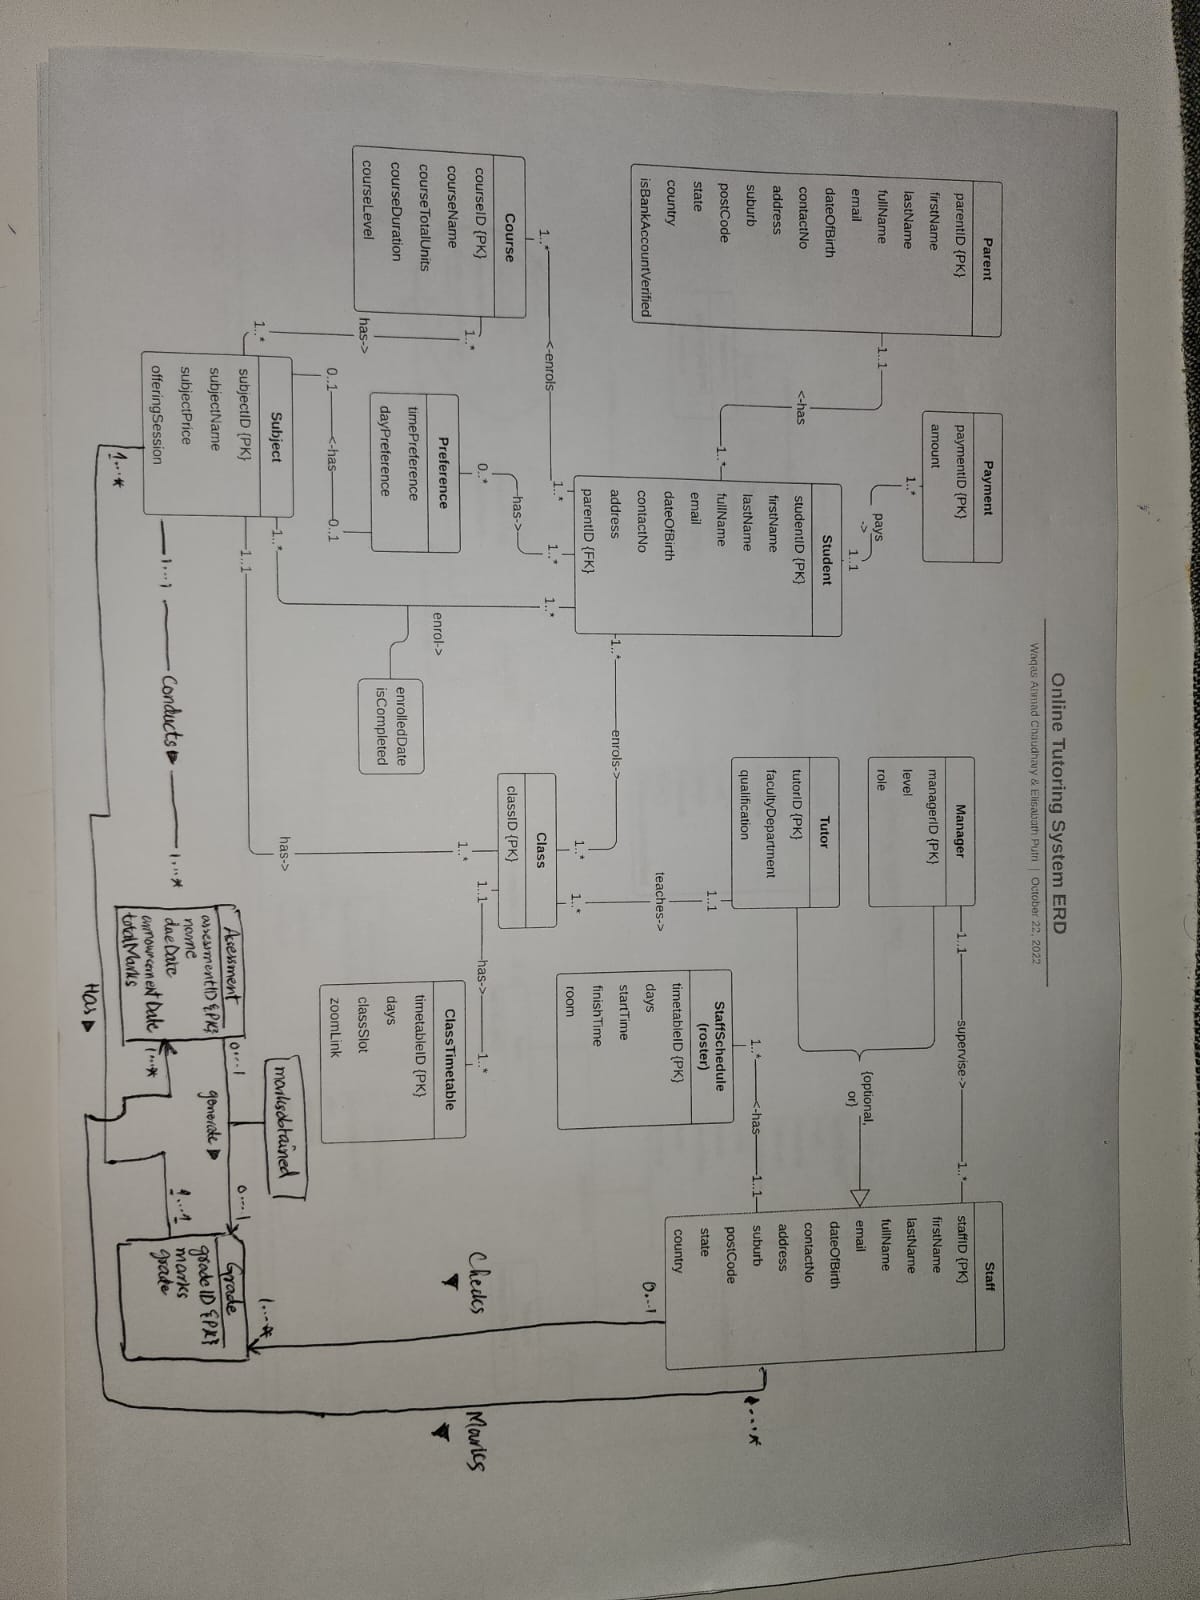 Online Tutoring System ERD
Waqas Ahmad Chaudhary & Elisabath Putri | October 22, 2022
Parent
parentID {PK}
firstName
lastName
fullName
email
dateOfBirth
contactNo
address
suburb
postCode
state
country
isBankAccountVerified
1..1
<-has
1..*
Payment
paymentID {PK}
amount
1..*
pays
->
1..1
Student
studentID {PK}
firstName
lastName
fullName
email
dateOfBirth
contactNo
address
parentID {FK}
1..*
enrols->
1..*
1..*
<-enrols
1..*
1..*
has->
0..*
1..*
enrol->
1..*
enrolledDate
isCompleted
Manager
managerID {PK}
level
role
1..1
supervise->
1..*
{optional,
or}
Tutor
tutorID {PK}
facultyDepartment
qualification
1..1
teaches->
1..*
Staff
staffID {PK}
firstName
lastName
fullName
email
dateOfBirth
contactNo
address
suburb
postCode
state
country
1..*
<-has
1..1
StaffSchedule
(roster)
timetableID {PK}
days
startTime
finishTime
room
Class
classID {PK}
1..1
has->
1..*
1..*
has->
1..1
ClassTimetable
timetableID {PK}
days
classSlot
zoomLink
Course
courseID {PK}
courseName
courseTotalUnits
courseDuration
courseLevel
1..*
has->
1..*
Preference
timePreference
dayPreference
0..1
<-has
0..1
Subject
subjectID {PK}
subjectName
subjectPrice
offeringSession
1...1
Conducts
1...*
1...*
Has
1...1
0...1
Checks
1...*
Marks
1...*
marksobtained
Assessment
assessmentID {PK}
name
dueDate
announcement Date
totalMarks
0...1
generate
0...1
Grade
grade ID {PK}
marks
grade